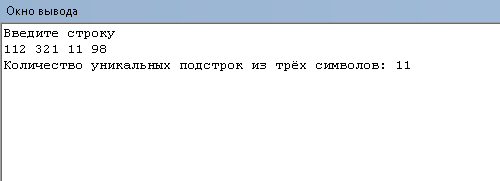 Окно вывода
Введите строку
112 321 11 98
Количество уникальных подстрок из трёх символов: 11